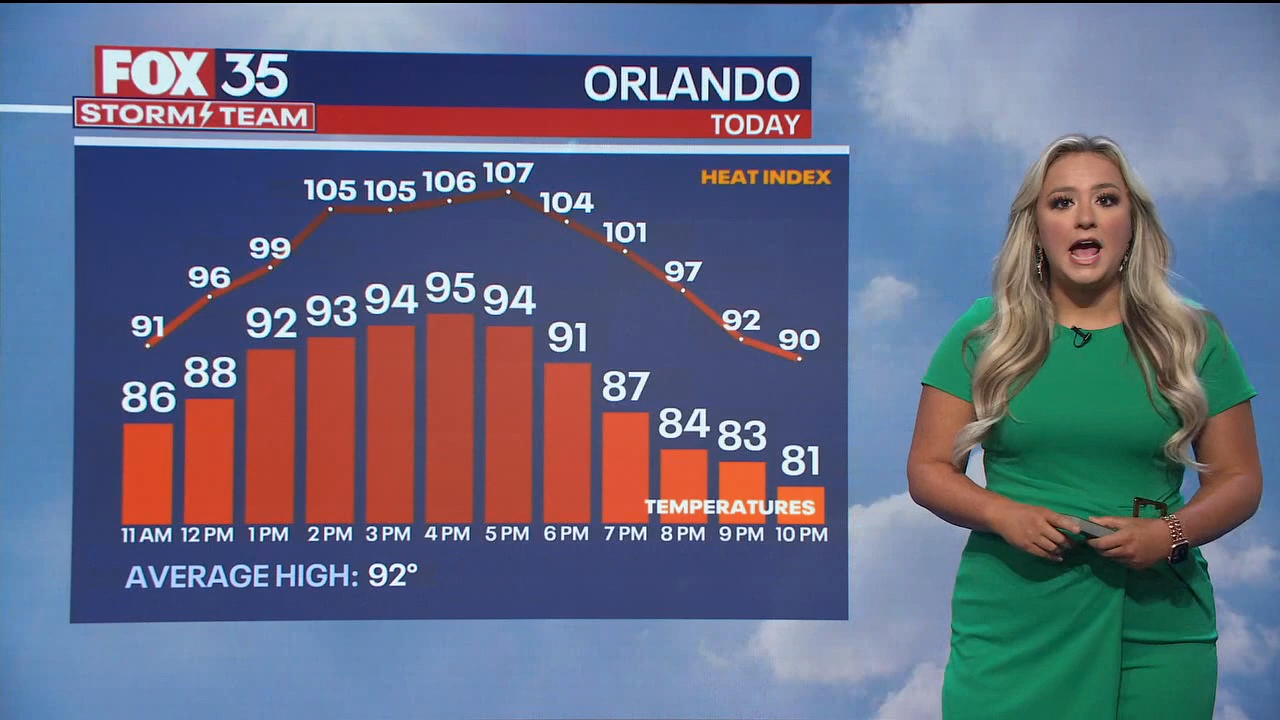 FOX 35
STORM TEAM
ORLANDO
TODAY
HEAT INDEX
91 96 99 105 105 106 107 104 101 97 92 90
86 88 92 93 94 95 94 91 87 84 83 81
TEMPERATURES
11 AM 12 PM 1 PM 2 PM 3 PM 4 PM 5 PM 6 PM 7 PM 8 PM 9 PM 10 PM
AVERAGE HIGH: 92°